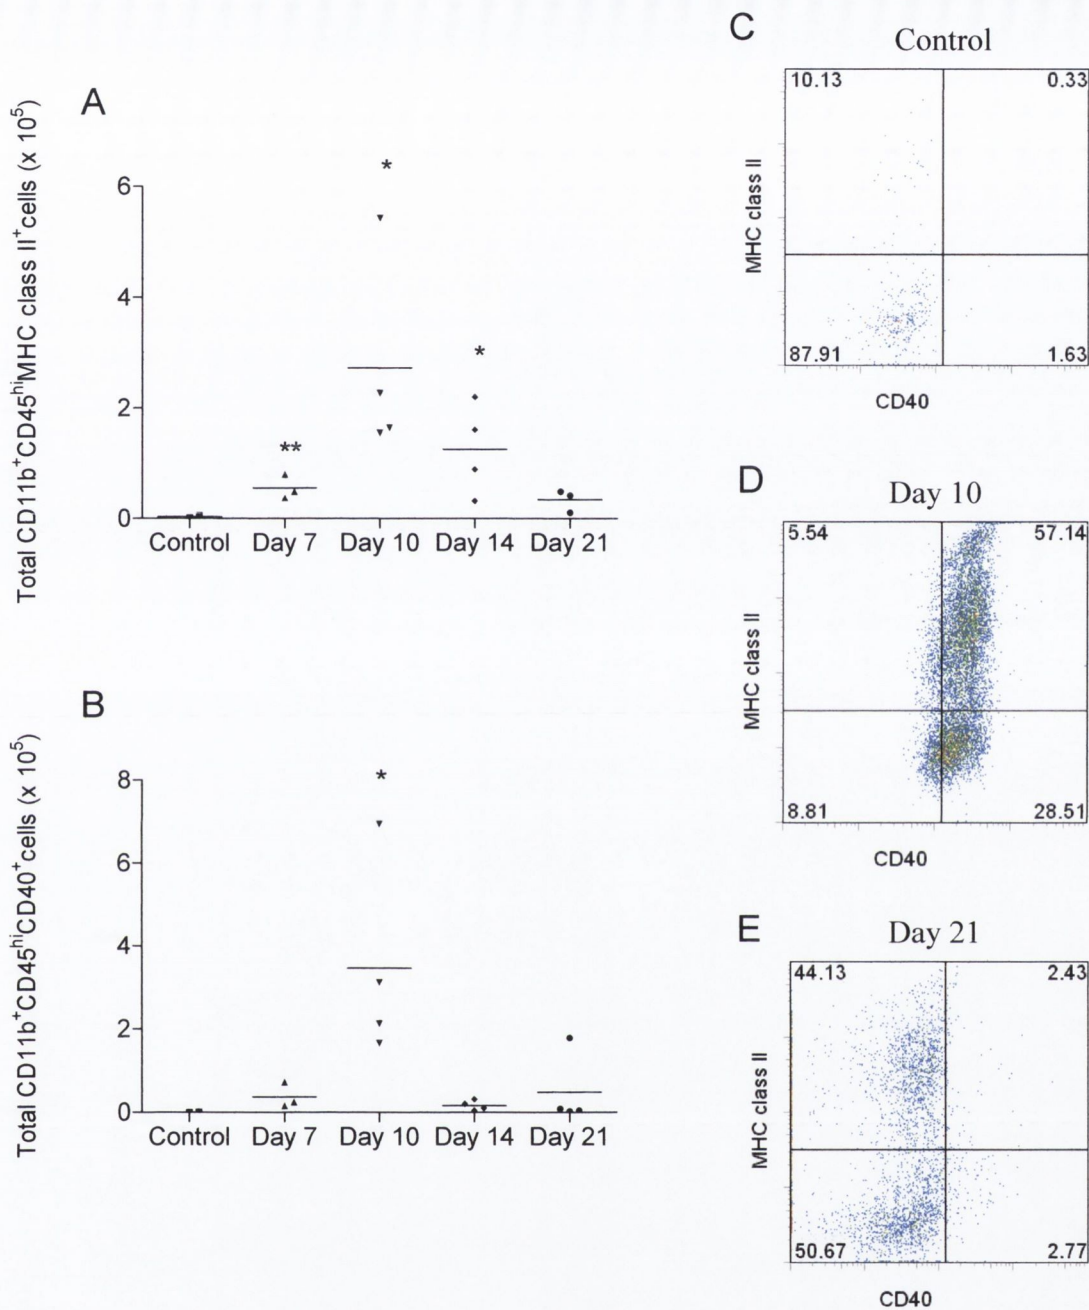 A
Total CD11b⁺CD45ʰⁱMHC class II⁺cells (x 10⁵)
6
4
2
0
**
*
*
Control Day 7 Day 10 Day 14 Day 21
B
Total CD11b⁺CD45ʰⁱCD40⁺cells (x 10⁵)
8
6
4
2
0
*
Control Day 7 Day 10 Day 14 Day 21
C
Control
10.13 0.33
MHC class II
87.91 1.63
CD40
D
Day 10
5.54 57.14
MHC class II
8.81 28.51
CD40
E
Day 21
44.13 2.43
MHC class II
50.67 2.77
CD40